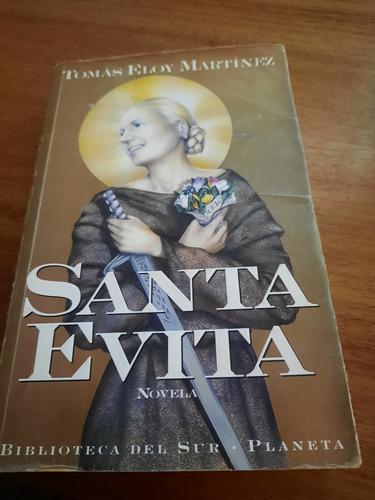 TOMÁS ELOY MARTÍNEZ
SANTA
EVITA
NOVELA
BIBLIOTECA DEL SUR · PLANETA